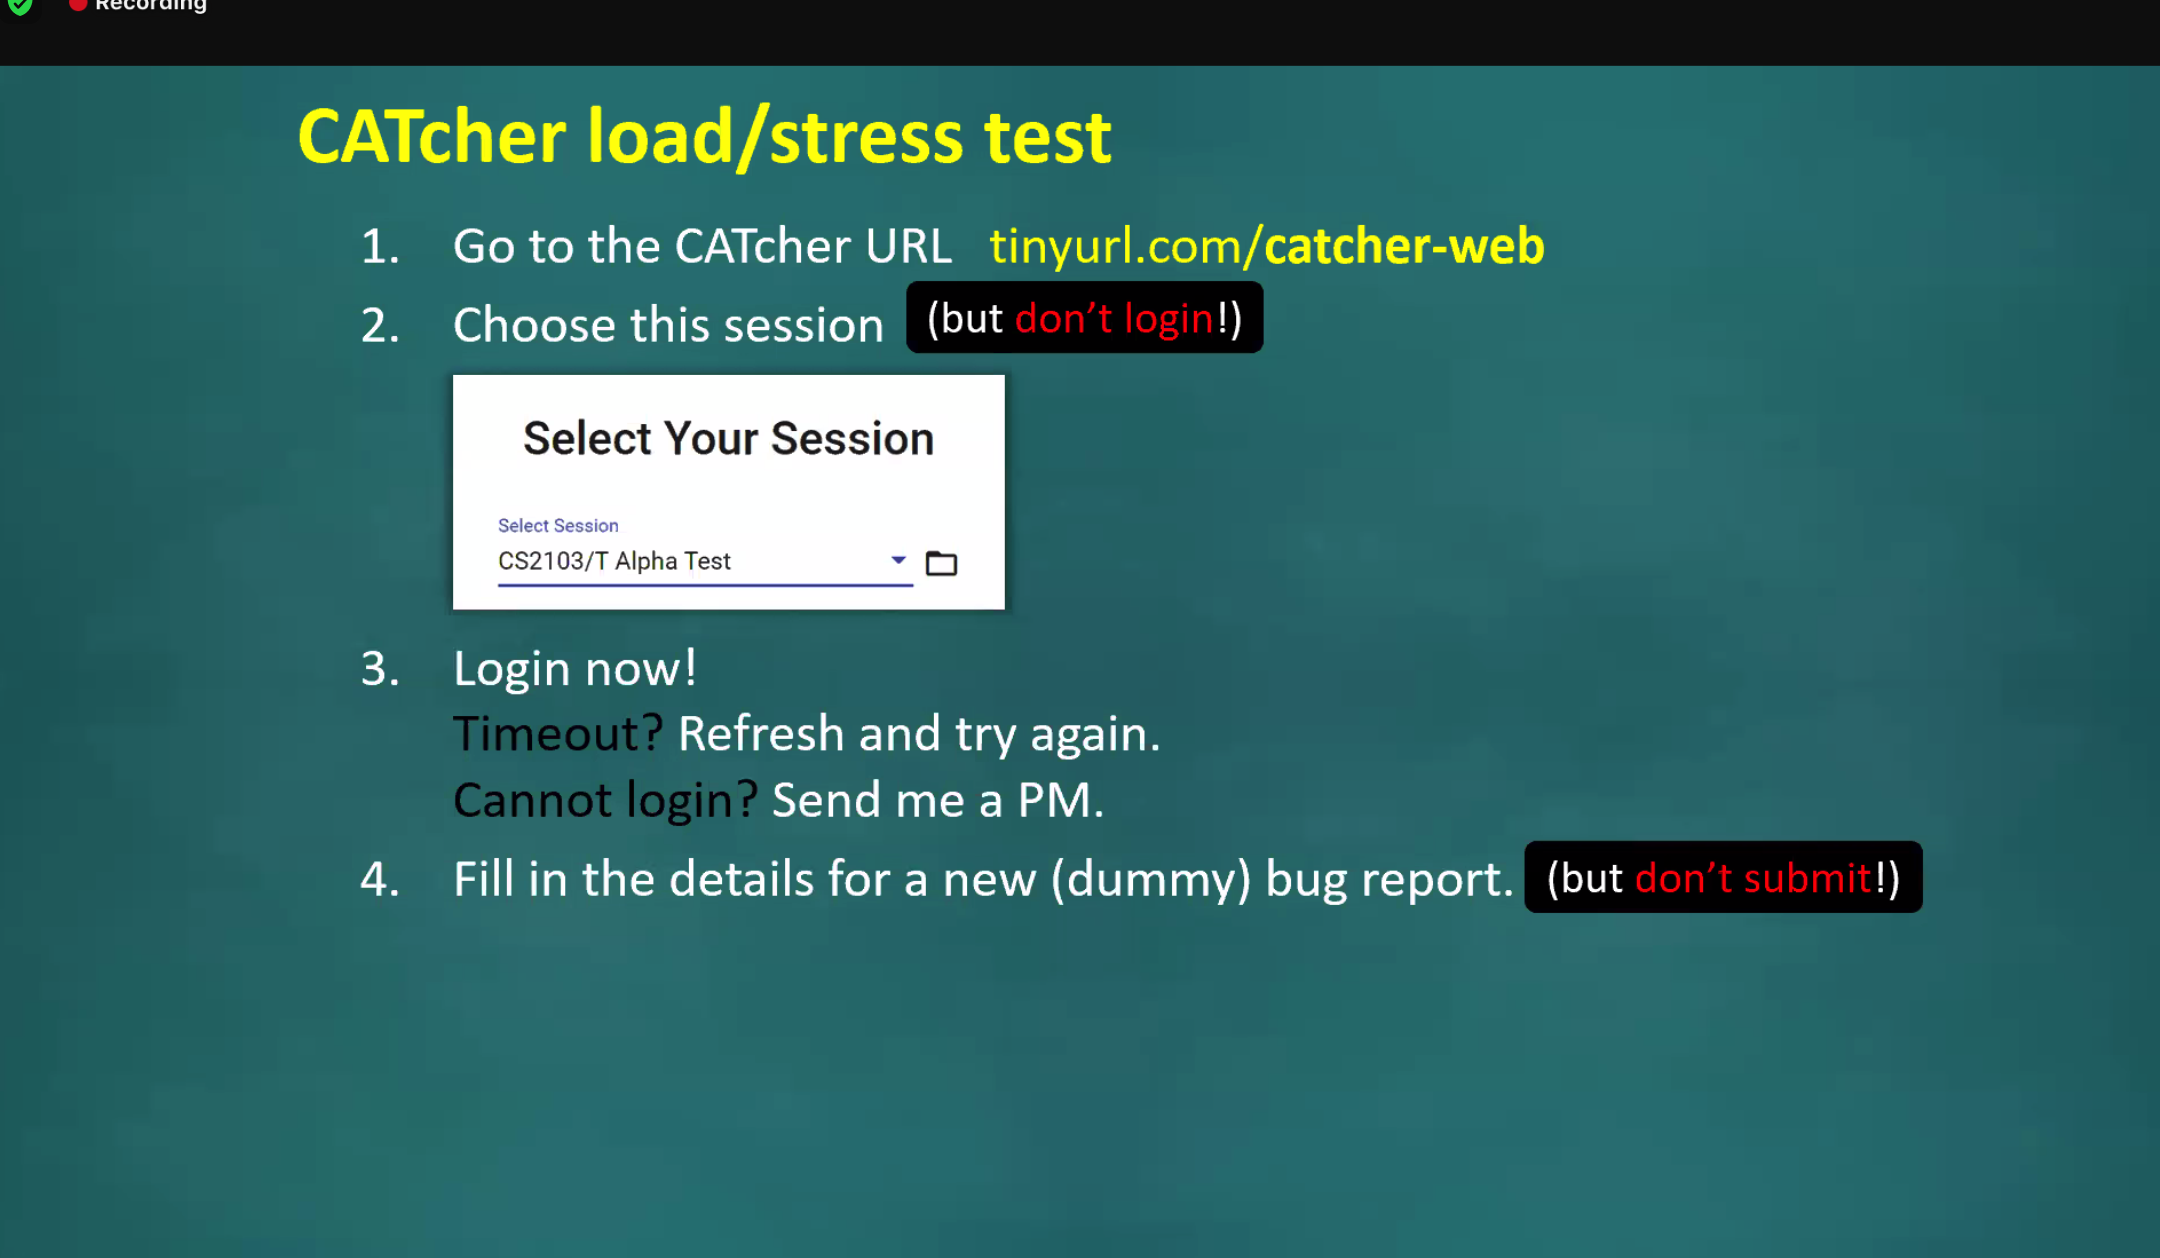 Recording
CATcher load/stress test
1. Go to the CATcher URL tinyurl.com/catcher-web
2. Choose this session (but don’t login!)
Select Your Session
Select Session
CS2103/T Alpha Test
3. Login now!
Timeout? Refresh and try again.
Cannot login? Send me a PM.
4. Fill in the details for a new (dummy) bug report. (but don’t submit!)